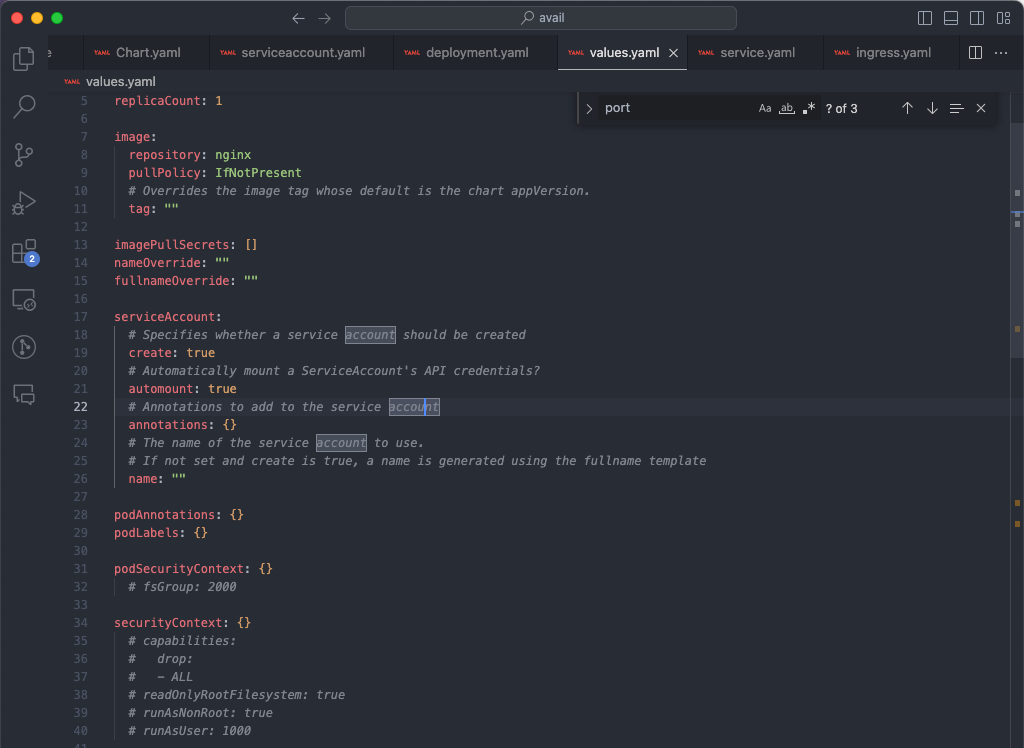 avail
e
YAML Chart.yaml
YAML serviceaccount.yaml
YAML deployment.yaml
YAML values.yaml
YAML service.yaml
YAML ingress.yaml
YAML values.yaml
port Aa ab .* ? of 3
2
5 replicaCount: 1
6
7 image:
8   repository: nginx
9   pullPolicy: IfNotPresent
10   # Overrides the image tag whose default is the chart appVersion.
11   tag: ""
12
13 imagePullSecrets: []
14 nameOverride: ""
15 fullnameOverride: ""
16
17 serviceAccount:
18   # Specifies whether a service account should be created
19   create: true
20   # Automatically mount a ServiceAccount's API credentials?
21   automount: true
22   # Annotations to add to the service account
23   annotations: {}
24   # The name of the service account to use.
25   # If not set and create is true, a name is generated using the fullname template
26   name: ""
27
28 podAnnotations: {}
29 podLabels: {}
30
31 podSecurityContext: {}
32   # fsGroup: 2000
33
34 securityContext: {}
35   # capabilities:
36   #   drop:
37   #   - ALL
38   # readOnlyRootFilesystem: true
39   # runAsNonRoot: true
40   # runAsUser: 1000
41